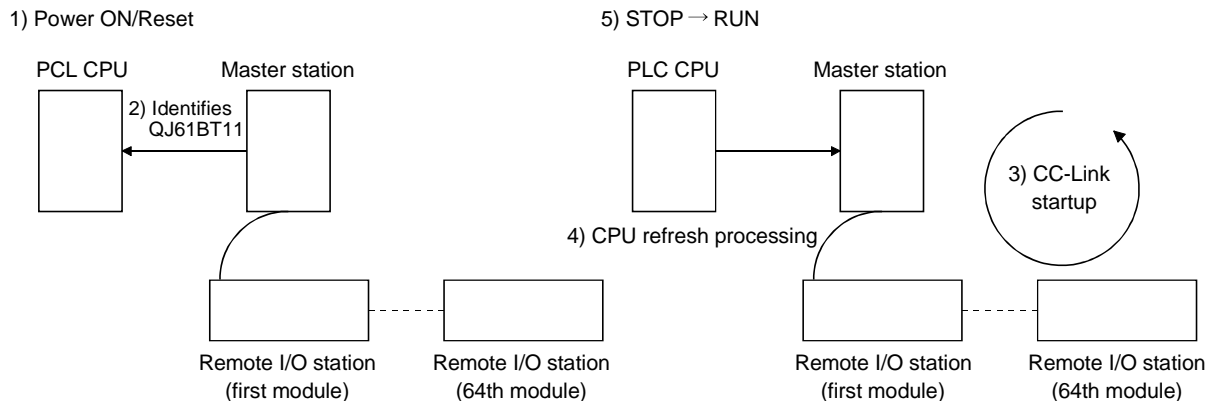 1) Power ON/Reset
PCL CPU
Master station
2) Identifies
QJ61BT11
Remote I/O station
(first module)
Remote I/O station
(64th module)
5) STOP → RUN
PLC CPU
Master station
3) CC-Link
startup
4) CPU refresh processing
Remote I/O station
(first module)
Remote I/O station
(64th module)